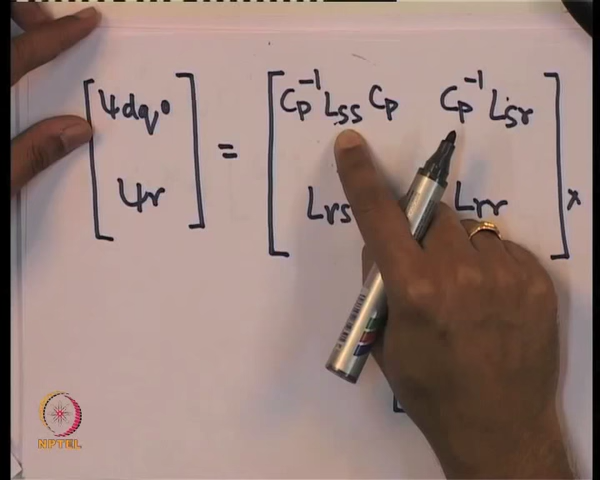 [ψdq0] = [Cp⁻¹ Lss Cp Cp⁻¹ Lsr] x
[ψr] [Lrs Lrr]
NPTEL